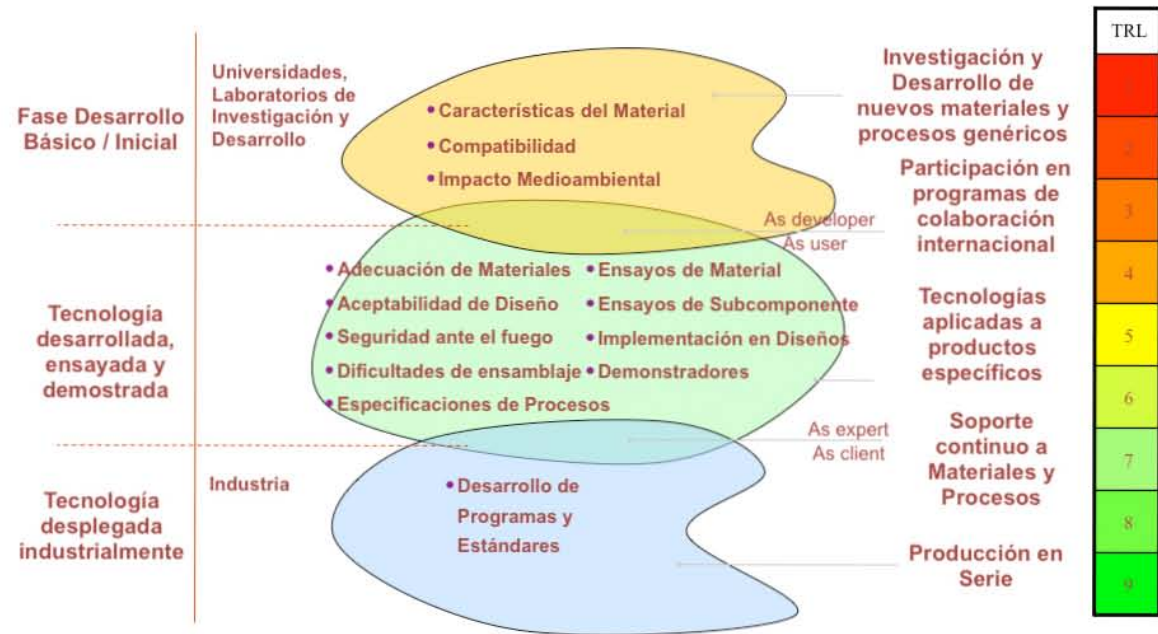 Fase Desarrollo
Básico / Inicial
Universidades,
Laboratorios de
Investigación y
Desarrollo
• Características del Material
• Compatibilidad
• Impacto Medioambiental
Investigación y
Desarrollo de
nuevos materiales y
procesos genéricos
Participación en
programas de
colaboración
internacional
As developer
As user
Tecnología
desarrollada,
ensayada y
demostrada
• Adecuación de Materiales
• Aceptabilidad de Diseño
• Seguridad ante el fuego
• Dificultades de ensamblaje
• Especificaciones de Procesos
• Ensayos de Material
• Ensayos de Subcomponente
• Implementación en Diseños
• Demonstradores
Tecnologías
aplicadas a
productos
específicos
As expert
As client
Soporte
continuo a
Materiales y
Procesos
Tecnología
desplegada
industrialmente
Industria
• Desarrollo de
Programas y
Estándares
Producción en
Serie
TRL
2
3
4
5
6
7
8
9